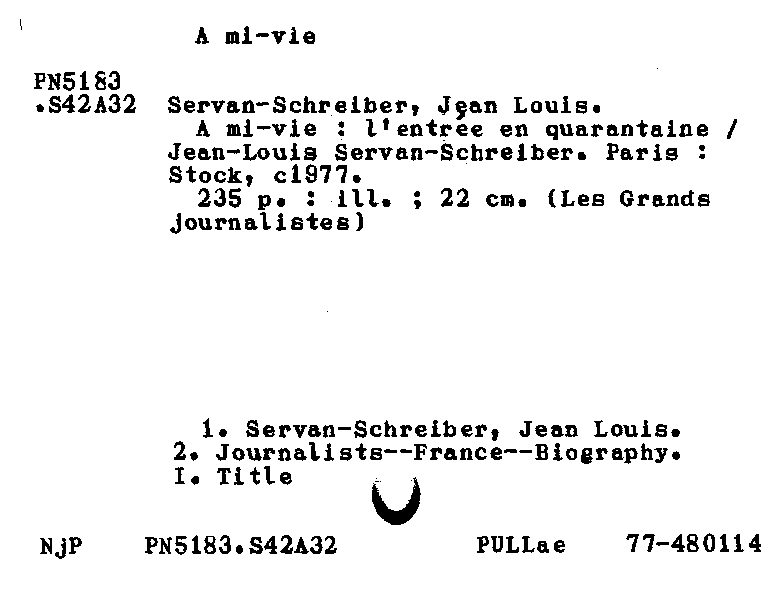 A mi-vie
PN5183
.S42A32 Servan-Schreiber, Jean Louis.
A mi-vie : l'entrée en quarantaine /
Jean-Louis Servan-Schreiber. Paris :
Stock, c1977.
235 p. : ill. ; 22 cm. (Les Grands
journalistes)
1. Servan-Schreiber, Jean Louis.
2. Journalists--France--Biography.
I. Title
NjP PN5183.S42A32 PULLae 77-480114